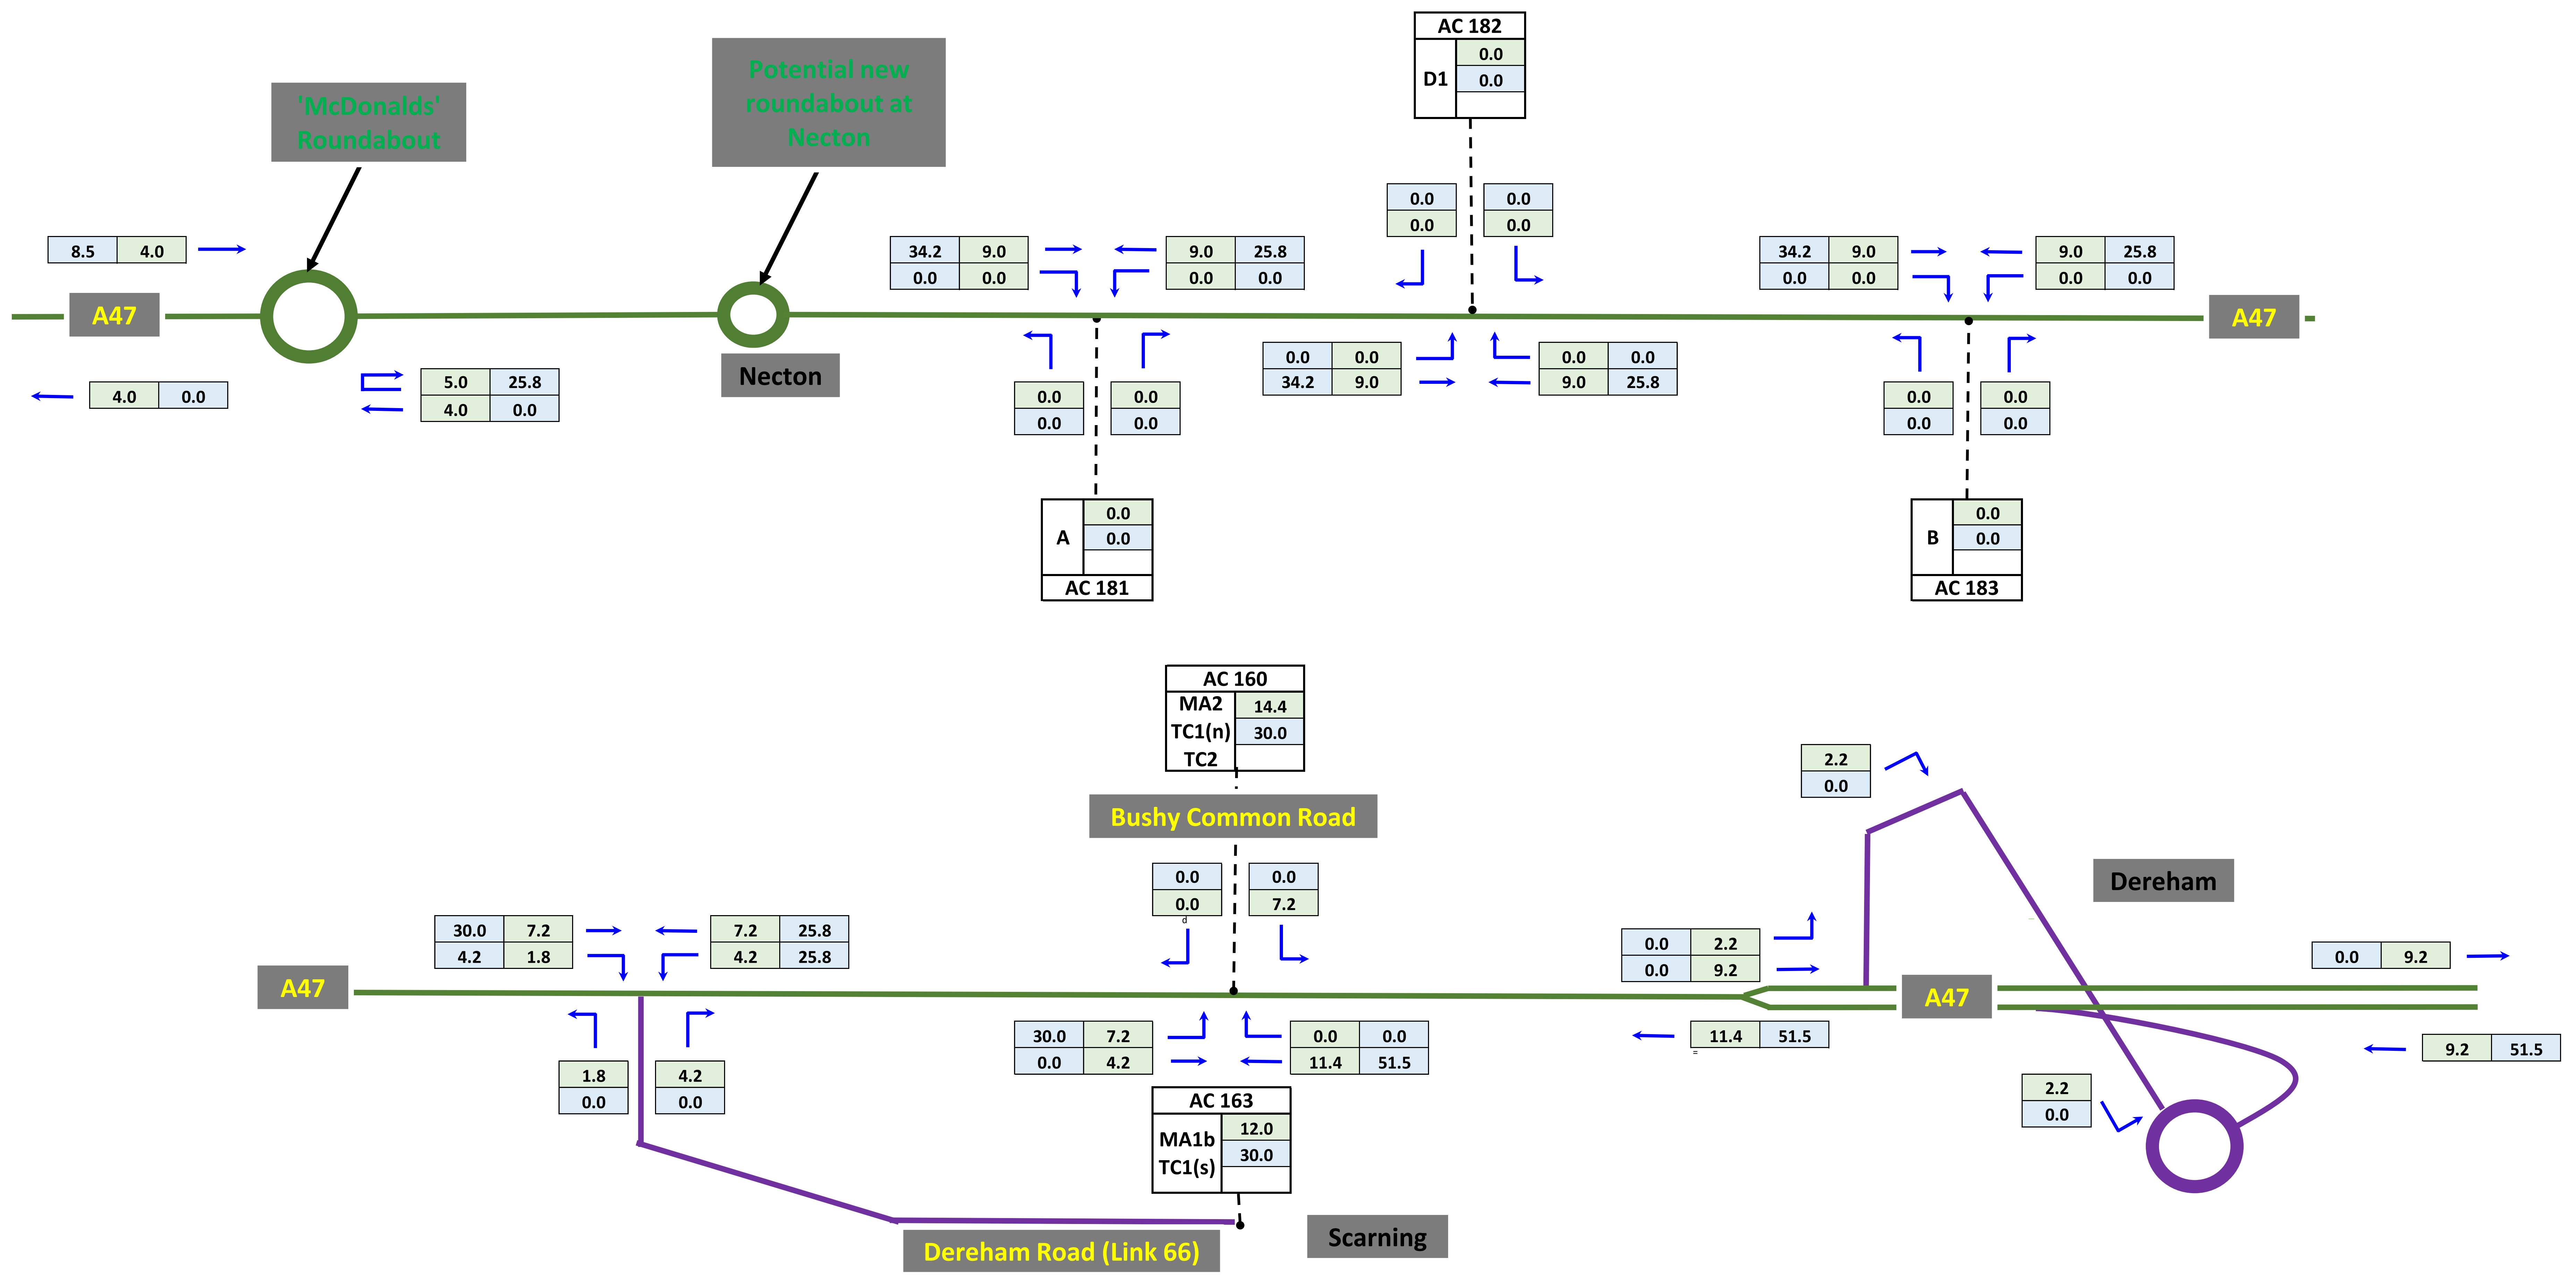 AC 182
D1
0.0
0.0
'McDonalds'
Roundabout
Potential new
roundabout at
Necton
0.0
0.0
0.0
0.0
8.5 4.0
34.2 9.0
0.0 0.0
9.0 25.8
0.0 0.0
34.2 9.0
0.0 0.0
9.0 25.8
0.0 0.0
A47
A47
Necton
4.0 0.0
5.0 25.8
4.0 0.0
0.0
0.0
0.0
0.0
0.0 0.0
34.2 9.0
0.0 0.0
9.0 25.8
0.0
0.0
0.0
0.0
A
0.0
0.0
AC 181
B
0.0
0.0
AC 183
AC 160
MA2
TC1(n)
TC2
14.4
30.0
Bushy Common Road
2.2
0.0
0.0
0.0
d
0.0
7.2
Dereham
30.0 7.2
4.2 1.8
7.2 25.8
4.2 25.8
0.0 2.2
0.0 9.2
0.0 9.2
A47
A47
30.0 7.2
0.0 4.2
0.0 0.0
11.4 51.5
11.4 51.5
=
9.2 51.5
1.8
0.0
4.2
0.0
2.2
0.0
AC 163
MA1b
TC1(s)
12.0
30.0
Scarning
Dereham Road (Link 66)